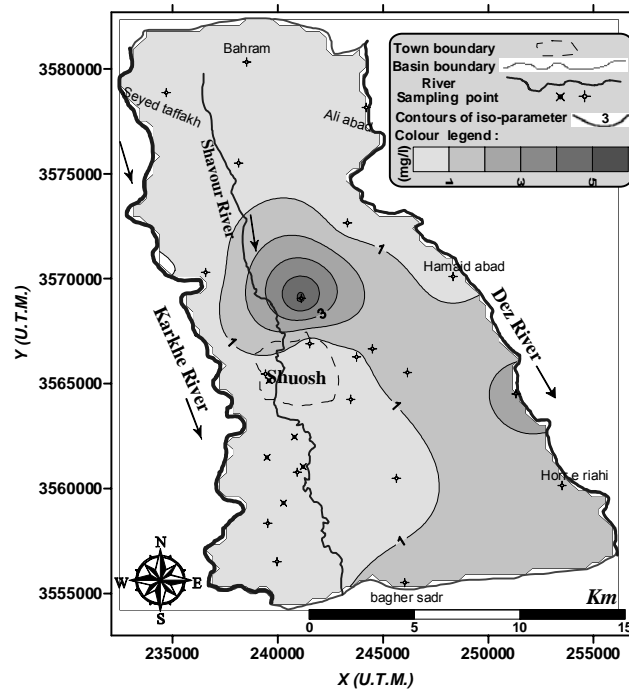 Town boundary
Basin boundary
River
Sampling point
Contours of iso-parameter 3
Colour legend :
(mg/l)
1 3 5
Bahram
Seyed taffakh
Ali abad
Shavour River
1
Hamaid abad
3
Dez River
1
Karkhe River
Shuosh
1
Horr e riahi
1
bagher sadr
N
W E
S
Km
0 5 10 15
3580000
3575000
3570000
3565000
3560000
3555000
Y (U.T.M.)
235000 240000 245000 250000 255000
X (U.T.M.)